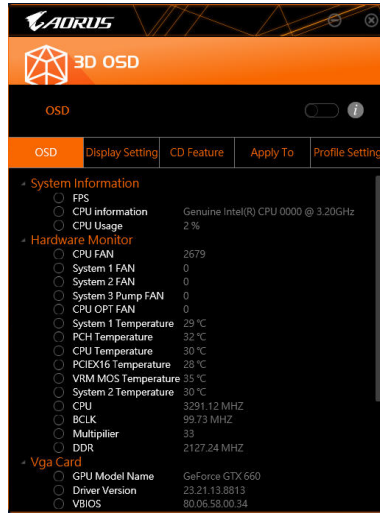 AORUS
3D OSD
OSD
OSD Display Setting CD Feature Apply To Profile Setting
System Information
FPS
CPU information Genuine Intel(R) CPU 0000 @ 3.20GHz
CPU Usage 2 %
Hardware Monitor
CPU FAN 2679
System 1 FAN 0
System 2 FAN 0
System 3 Pump FAN 0
CPU OPT FAN 0
System 1 Temperature 29 ℃
PCH Temperature 32 ℃
CPU Temperature 30 ℃
PCIEX16 Temperature 28 ℃
VRM MOS Temperature 35 ℃
System 2 Temperature 30 ℃
CPU 3291.12 MHZ
BCLK 99.73 MHZ
Multipilier 33
DDR 2127.24 MHZ
Vga Card
GPU Model Name GeForce GTX 660
Driver Version 23.21.13.8813
VBIOS 80.06.58.00.34